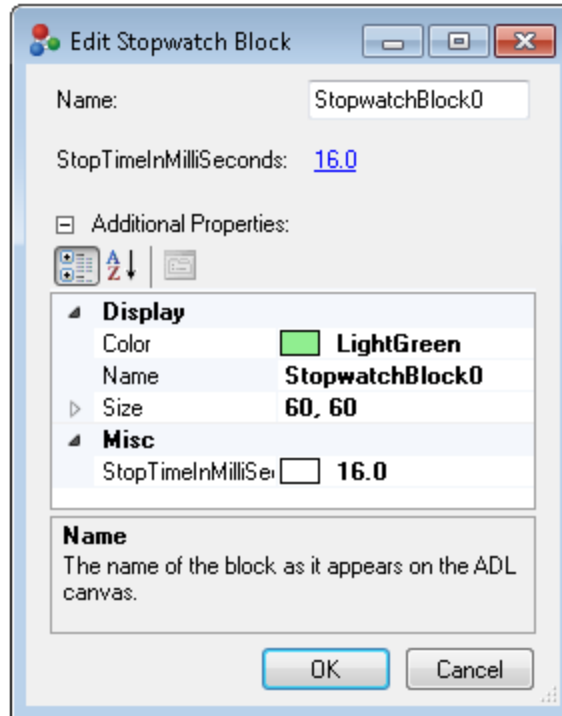 Edit Stopwatch Block
Name: StopwatchBlock0
StopTimeInMilliSeconds: 16.0
Additional Properties:
A Z
Display
Color LightGreen
Name StopwatchBlock0
Size 60, 60
Misc
StopTimeInMilliSe 16.0
Name
The name of the block as it appears on the ADL
canvas.
OK Cancel